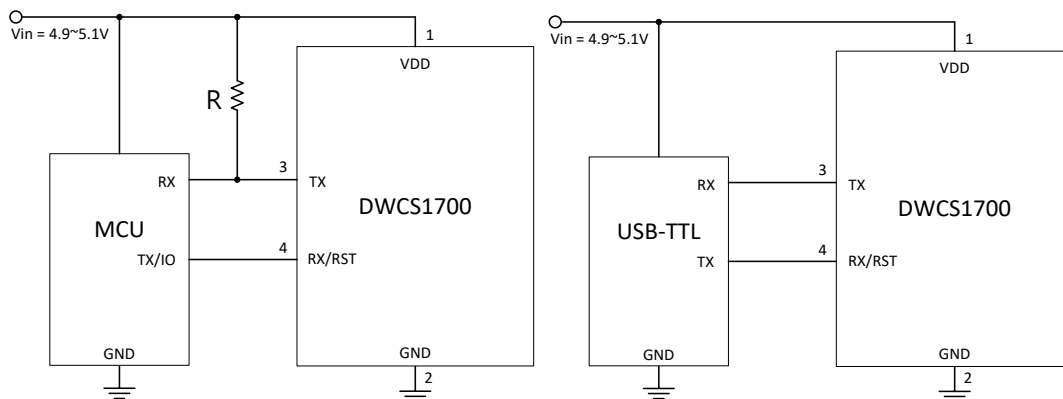 Vin = 4.9~5.1V
1
VDD
R
RX
3
TX
MCU
DWCS1700
TX/IO
4
RX/RST
GND
GND
2
Vin = 4.9~5.1V
1
VDD
RX
3
TX
USB-TTL
DWCS1700
TX
4
RX/RST
GND
GND
2